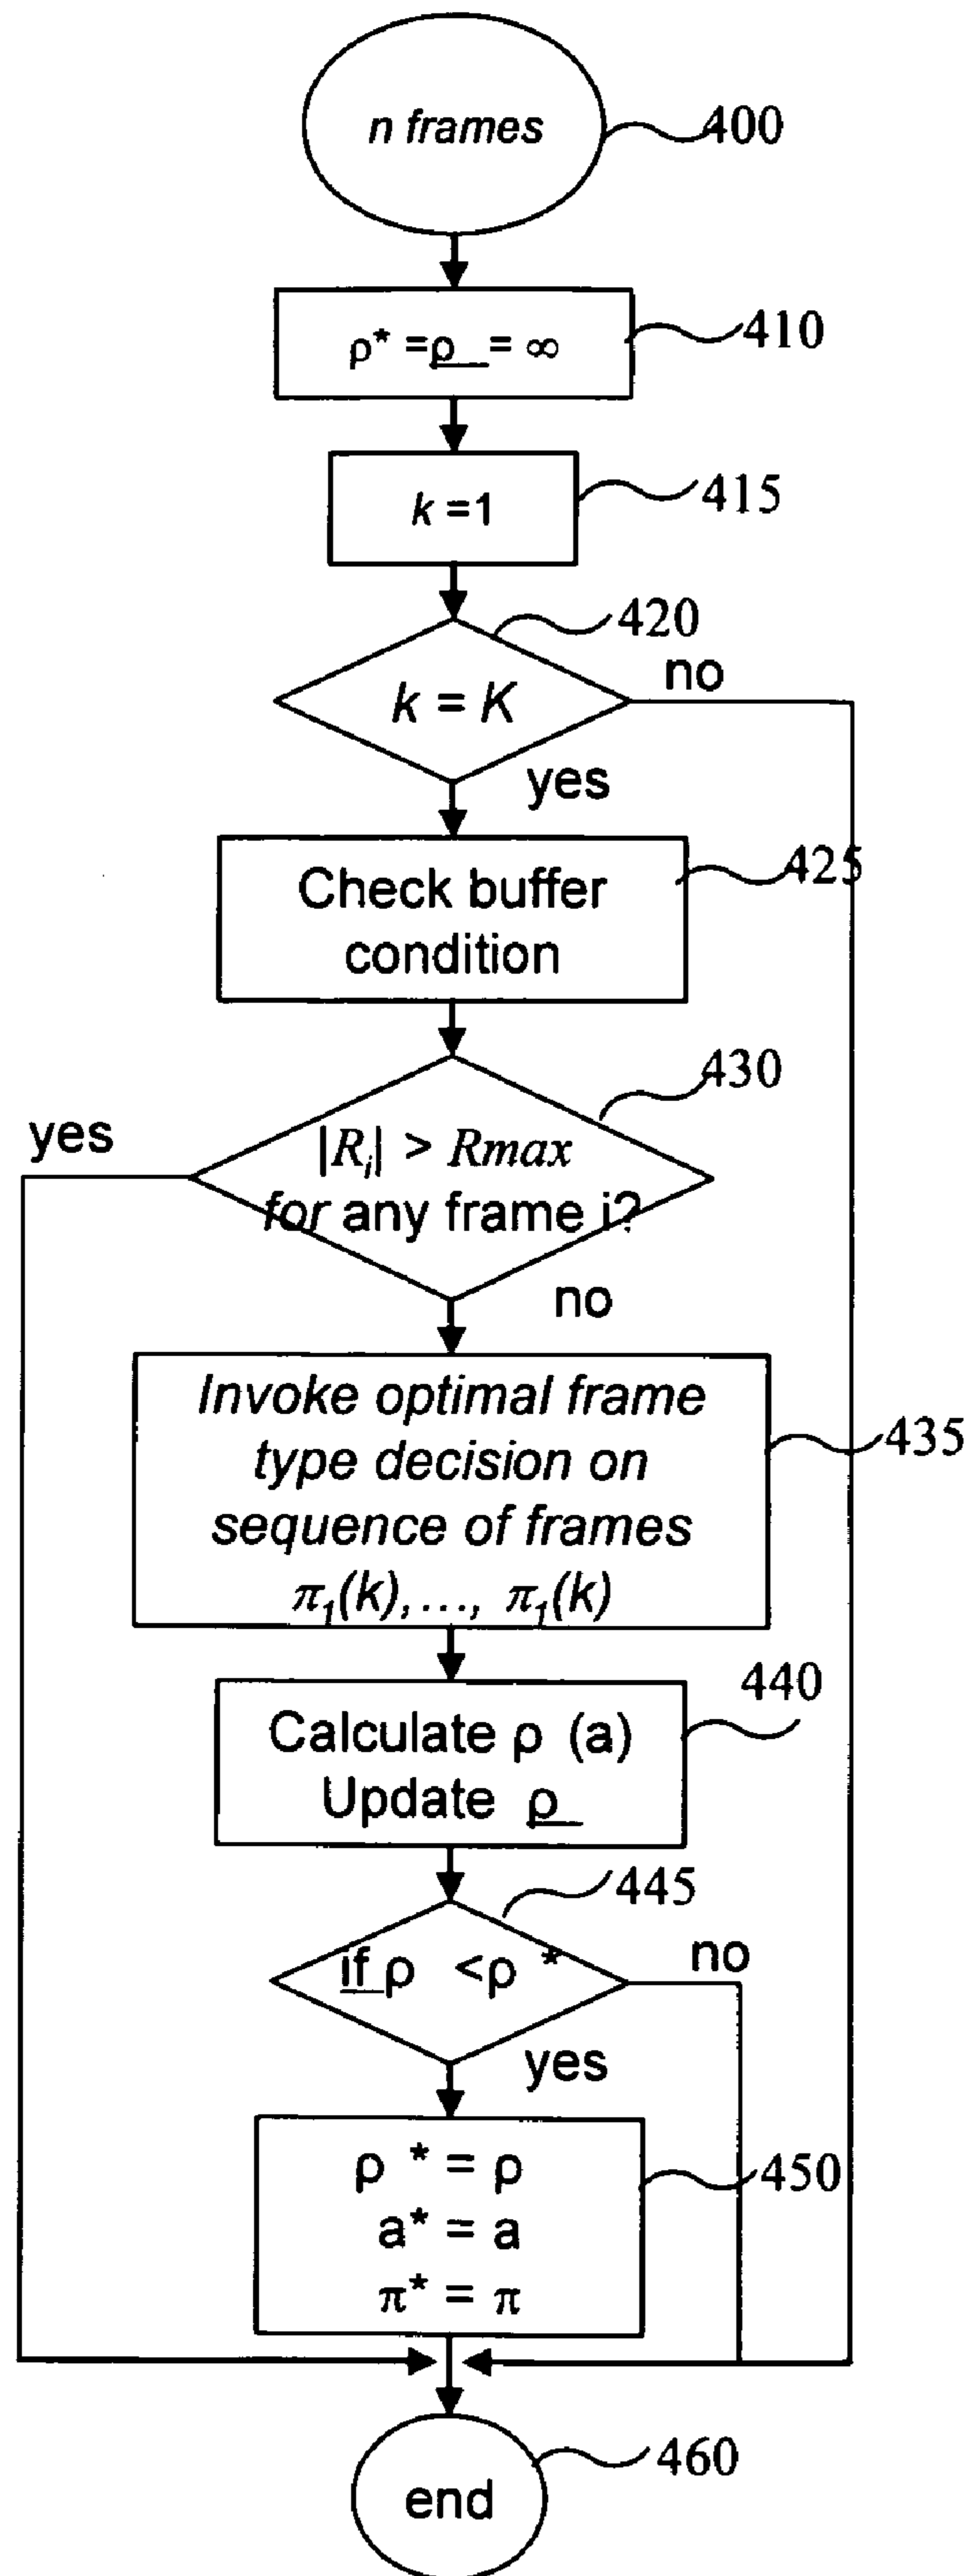 n frames
400
ρ* = ρ_ = ∞
410
k =1
415
420
k = K
no
yes
Check buffer
condition
425
430
yes
|Ri| > Rmax
for any frame i?
no
Invoke optimal frame
type decision on
sequence of frames
π1(k),..., π1(k)
435
440
Calculate ρ (a)
Update ρ_
445
if ρ <ρ *
no
yes
ρ * = ρ
a* = a
π* = π
450
460
end